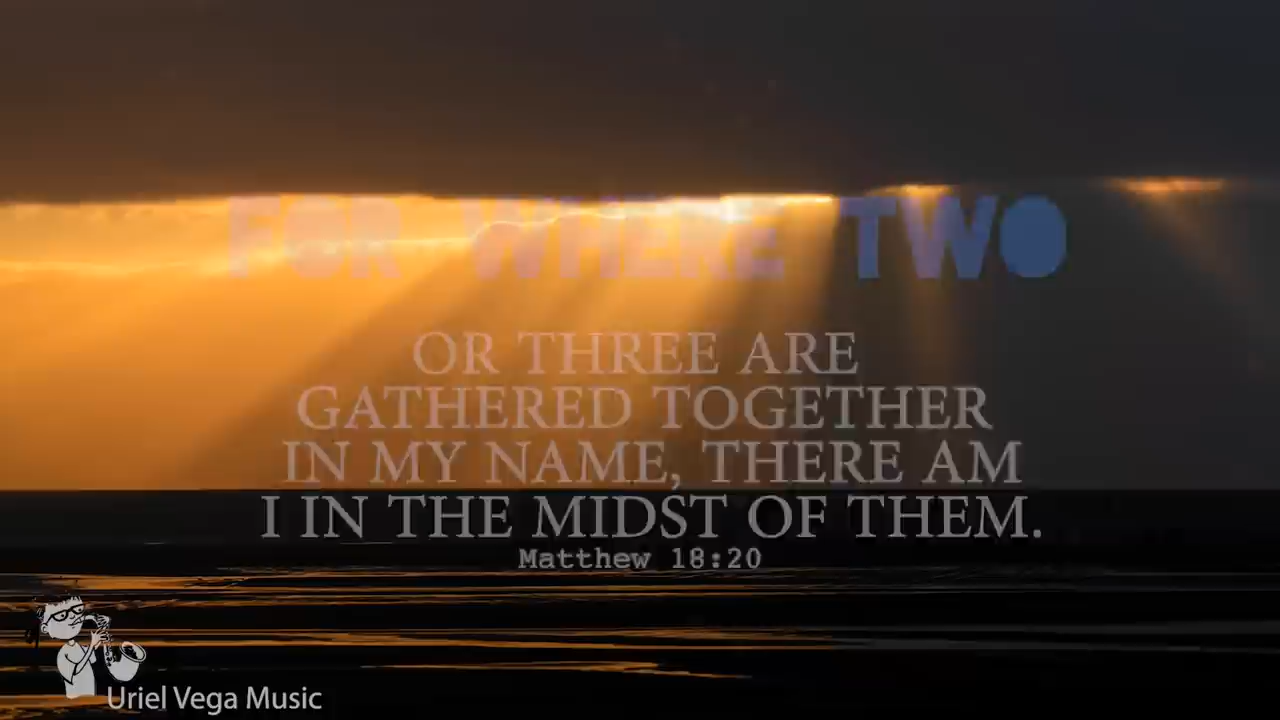 FOR WHERE TWO
OR THREE ARE
GATHERED TOGETHER
IN MY NAME, THERE AM
I IN THE MIDST OF THEM.
Matthew 18:20
Uriel Vega Music